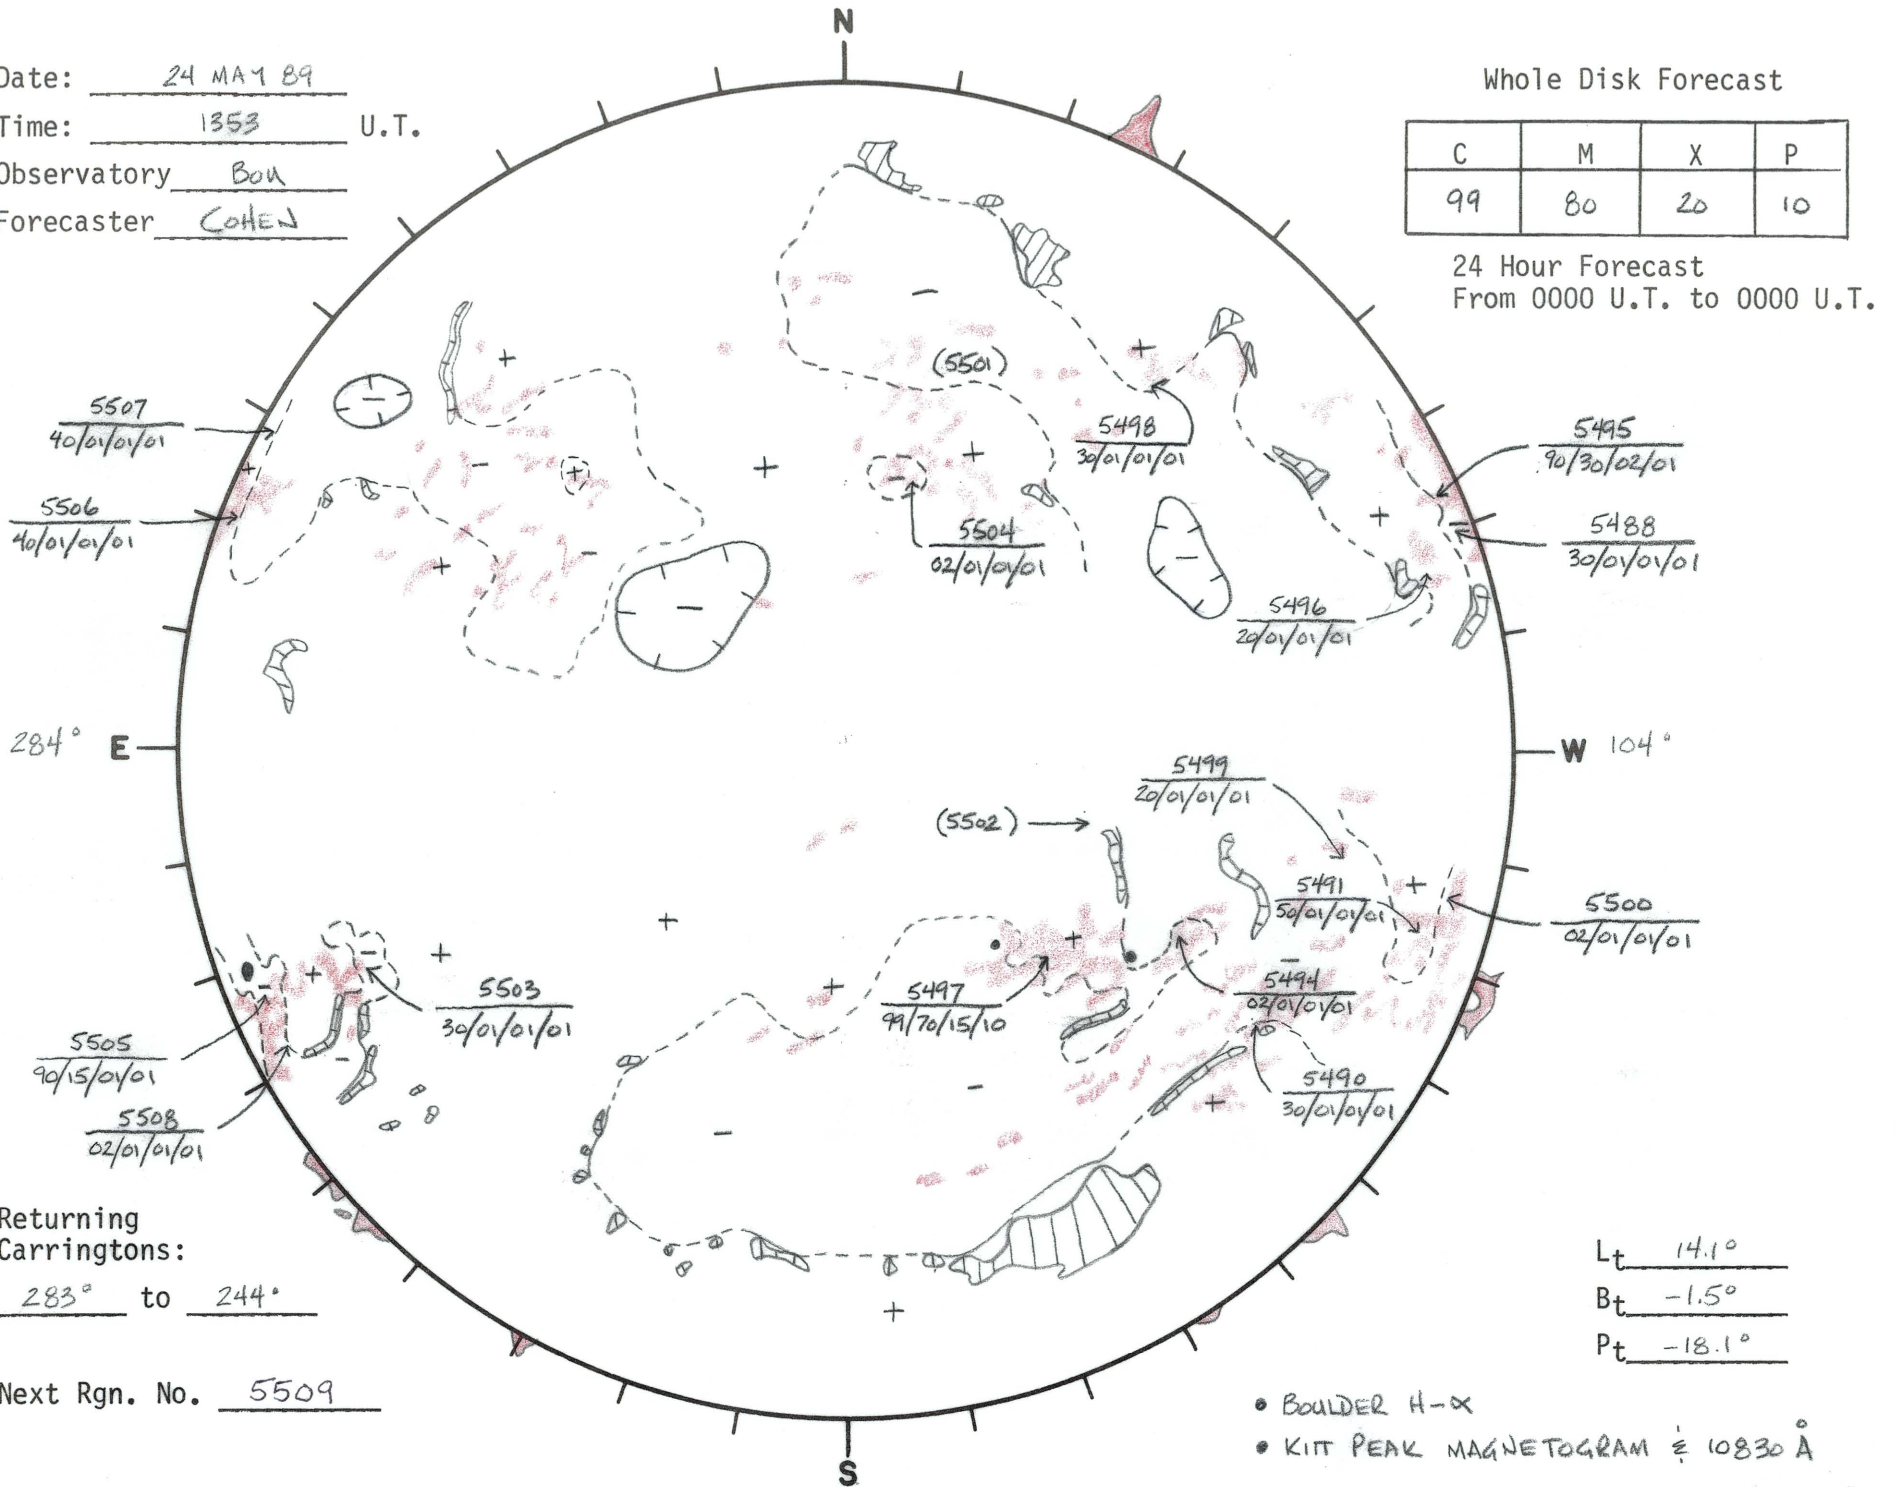 N
Date: 24 MAY 89
Time: 1353 U.T.
Observatory BOU
Forecaster COHEN
Whole Disk Forecast
C M X P
99 80 20 10
24 Hour Forecast
From 0000 U.T. to 0000 U.T.
(5501)
5507
40/01/01/01
5498
30/01/01/01
5495
90/30/02/01
5506
40/01/01/01
5504
02/01/01/01
5488
30/01/01/01
5496
20/01/01/01
284° E
W 104°
5499
20/01/01/01
(5502)
5491
50/01/01/01
5500
02/01/01/01
5503
30/01/01/01
5497
99/70/15/10
5494
02/01/01/01
5505
90/15/01/01
5490
30/01/01/01
5508
02/01/01/01
Returning
Carringtons:
283° to 244°
Next Rgn. No. 5509
Lt 14.1°
Bt -1.5°
Pt -18.1°
• BOULDER H-α
• KITT PEAK MAGNETOGRAM & 10830 Å
S